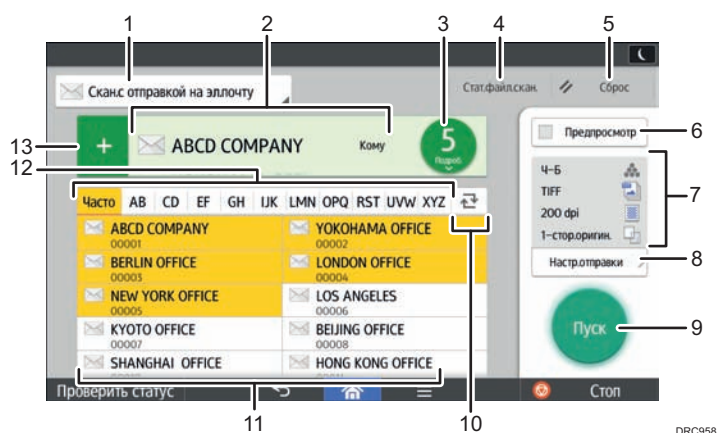 1 2 3 4 5
Скан.с отправкой на эл.почту Стат.файл.скан. Сброс
13 + ABCD COMPANY Кому 5 Подроб. Предпросмотр 6
12
Часто AB CD EF GH IJK LMN OPQ RST UVW XYZ
Ч-Б
TIFF
200 dpi
1-стор.оригин.
7
ABCD COMPANY YOKOHAMA OFFICE
00001 00002
BERLIN OFFICE LONDON OFFICE
00003 00004
Настр.отправки 8
NEW YORK OFFICE LOS ANGELES
00005 00006
KYOTO OFFICE BEIJING OFFICE
00007 00008
Пуск 9
SHANGHAI OFFICE HONG KONG OFFICE
Проверить статус Стоп
11 10
DRC958